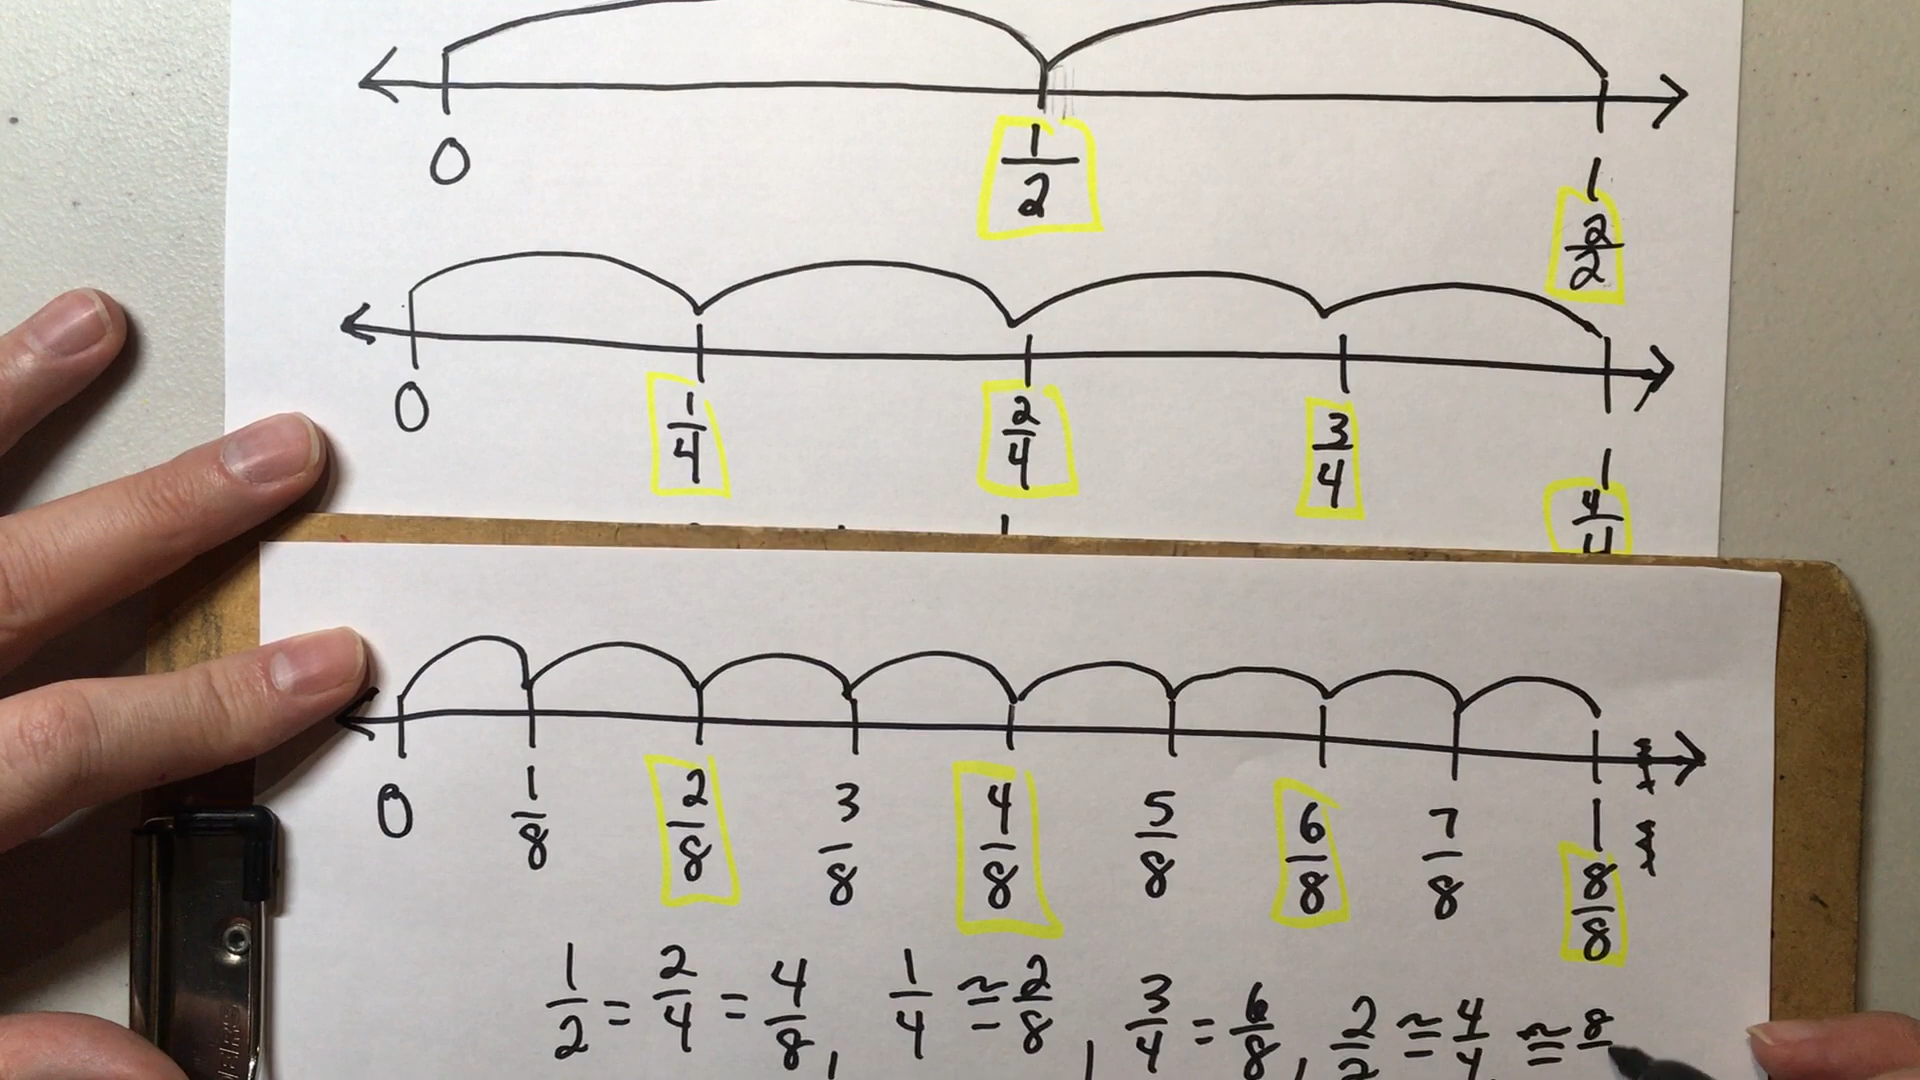 0 1/2 1
2/2
0 1/4 2/4 3/4 1
4/4
0 1/8 2/8 3/8 4/8 5/8 6/8 7/8 1
8/8
1/2 = 2/4 = 4/8, 1/4 ≅ 2/8, 3/4 = 6/8, 2/2 ≅ 4/4 ≅ 8